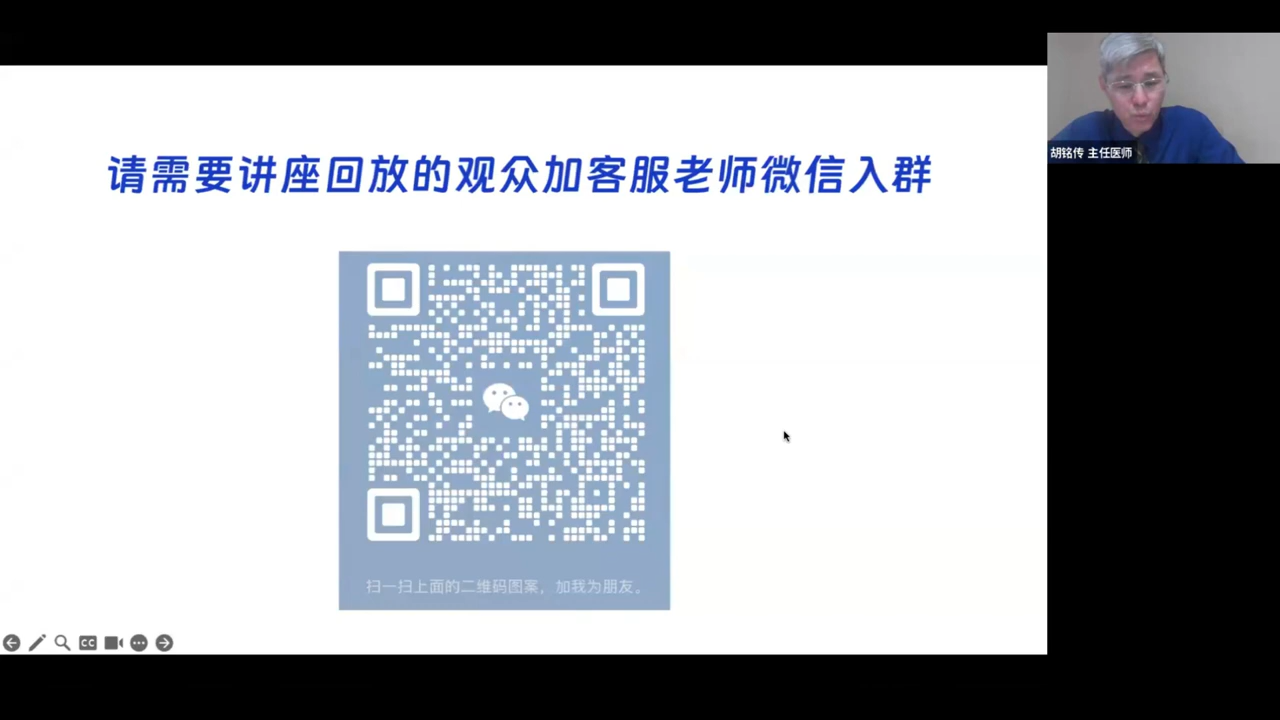 请需要讲座回放的观众加客服老师微信入群
胡铭传 主任医师
扫一扫上面的二维码图案，加我为朋友。
CC